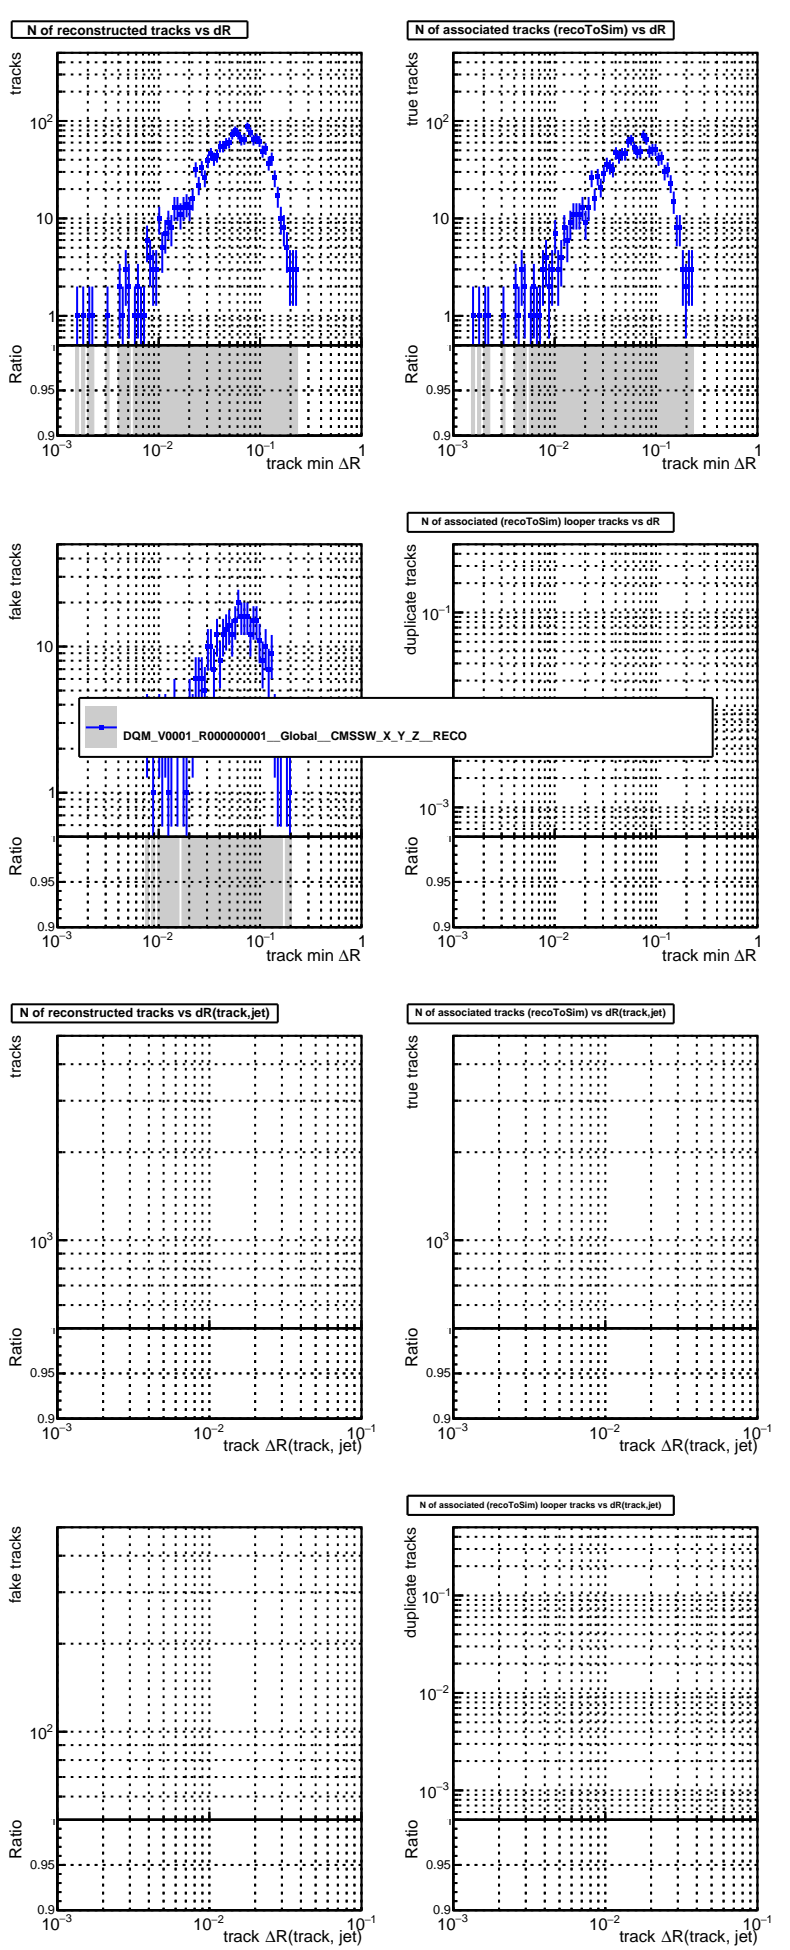 N of reconstructed tracks vs dR
tracks
10²
10
1
Ratio
0.95
0.9
10⁻³
10⁻²
10⁻¹
1
track min ΔR
N of associated tracks (recoToSim) vs dR
true tracks
10²
10
1
Ratio
0.95
0.9
10⁻³
10⁻²
10⁻¹
1
track min ΔR
fake tracks
10
1
Ratio
0.95
0.9
10⁻³
10⁻²
10⁻¹
1
track min ΔR
N of associated (recoToSim) looper tracks vs dR
duplicate tracks
10⁻¹
10⁻³
Ratio
0.95
0.9
10⁻³
10⁻²
10⁻¹
1
track min ΔR
DQM_V0001_R000000001__Global__CMSSW_X_Y_Z__RECO
N of reconstructed tracks vs dR(track,jet)
tracks
10³
Ratio
0.95
0.9
10⁻³
10⁻²
10⁻¹
track ΔR(track, jet)
N of associated tracks (recoToSim) vs dR(track,jet)
true tracks
10³
Ratio
0.95
0.9
10⁻³
10⁻²
10⁻¹
track ΔR(track, jet)
fake tracks
10²
Ratio
0.95
0.9
10⁻³
10⁻²
10⁻¹
track ΔR(track, jet)
N of associated (recoToSim) looper tracks vs dR(track,jet)
duplicate tracks
10⁻¹
10⁻²
10⁻³
Ratio
0.95
0.9
10⁻³
10⁻²
10⁻¹
track ΔR(track, jet)